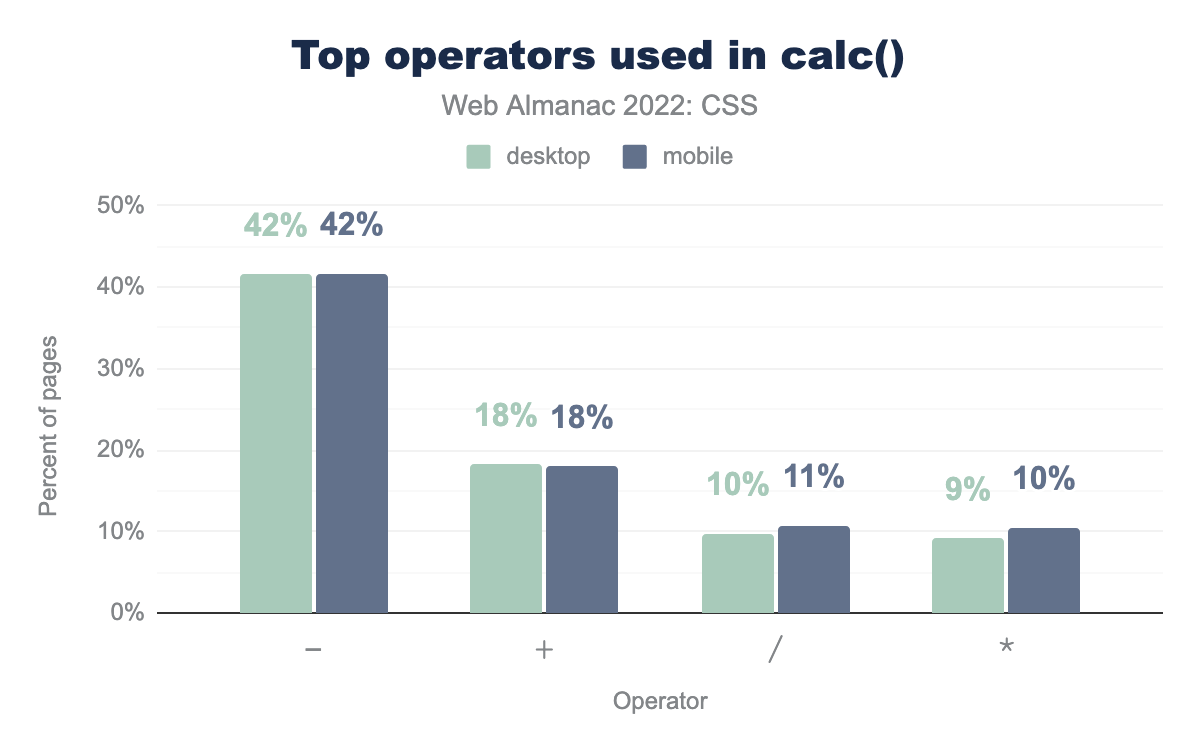 Top operators used in calc()
Web Almanac 2022: CSS
desktop mobile
50%
42% 42%
40%
30%
Percent of pages
20%
18% 18%
10% 11%
9% 10%
10%
0%
− + / *
Operator